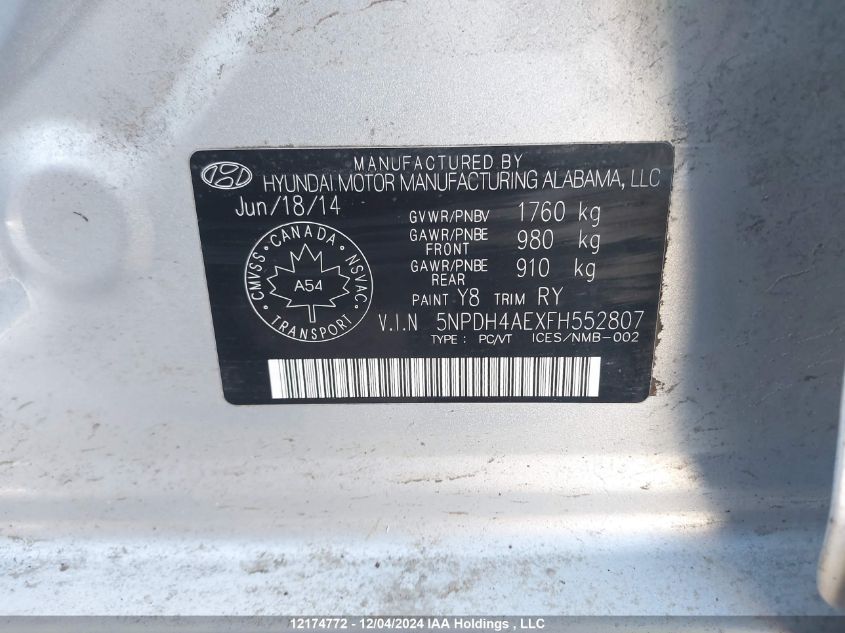 MANUFACTURED BY
HYUNDAI MOTOR MANUFACTURING ALABAMA, LLC
Jun/18/14
GVWR/PNBV 1760 kg
GAWR/PNBE FRONT 980 kg
GAWR/PNBE REAR 910 kg
CMVSS • CANADA • NSVAC • TRANSPORT •
A54
PAINT Y8 TRIM RY
V.I.N 5NPDH4AEXFH552807
TYPE : PC/VT ICES/NMB-002
12174772 - 12/04/2024 IAA Holdings , LLC